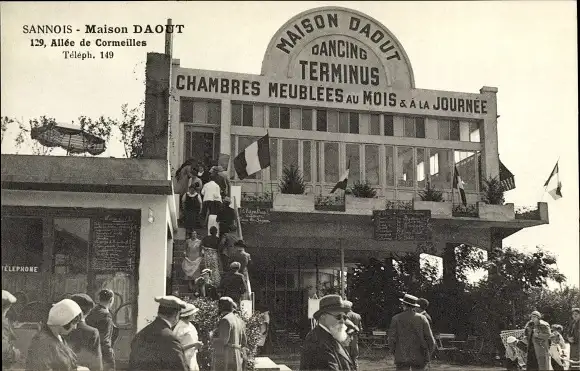 SANNOIS - Maison DAOUT
129, Allée de Cormeilles
Téléph. 149
MAISON DAOUT
DANCING
TERMINUS
CHAMBRES MEUBLÉES AU MOIS & À LA JOURNÉE
TÉLÉPHONE